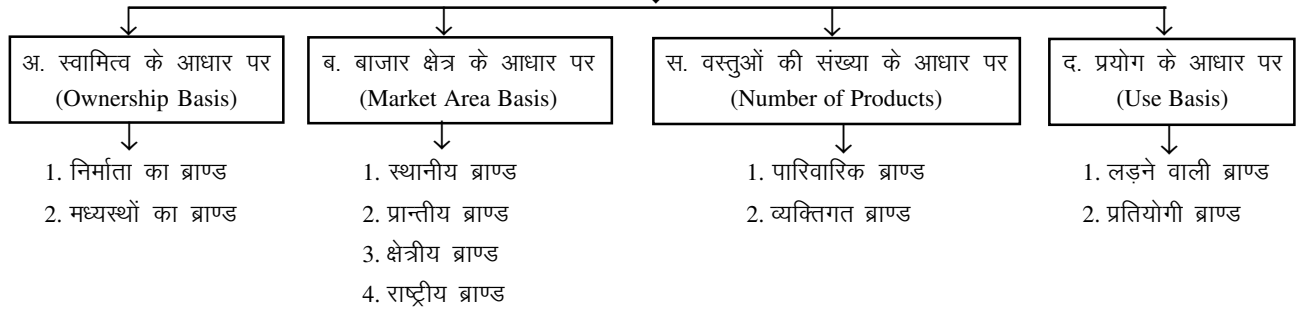 अ. स्वामित्व के आधार पर
(Ownership Basis)
1. निर्माता का ब्राण्ड
2. मध्यस्थों का ब्राण्ड
ब. बाजार क्षेत्र के आधार पर
(Market Area Basis)
1. स्थानीय ब्राण्ड
2. प्रान्तीय ब्राण्ड
3. क्षेत्रीय ब्राण्ड
4. राष्ट्रीय ब्राण्ड
स. वस्तुओं की संख्या के आधार पर
(Number of Products)
1. पारिवारिक ब्राण्ड
2. व्यक्तिगत ब्राण्ड
द. प्रयोग के आधार पर
(Use Basis)
1. लड़ने वाली ब्राण्ड
2. प्रतियोगी ब्राण्ड